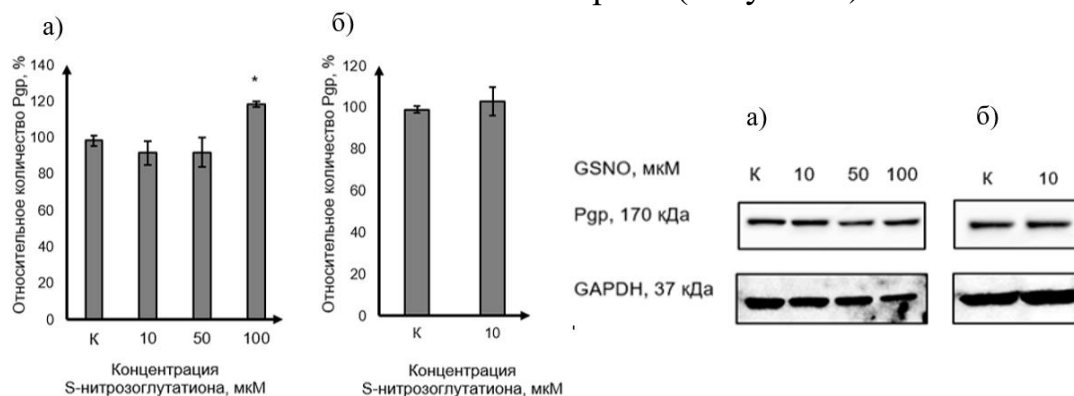 а)
Относительное количество Pgp, %
140
120
100
80
60
40
20
0
*
К 10 50 100
Концентрация
S-нитрозоглутатиона, мкМ
б)
Относительное количество Pgp, %
120
100
80
60
40
20
0
К 10
Концентрация
S-нитрозоглутатиона, мкМ
а) б)
GSNO, мкМ К 10 50 100 К 10
Pgp, 170 кДа
GAPDH, 37 кДа